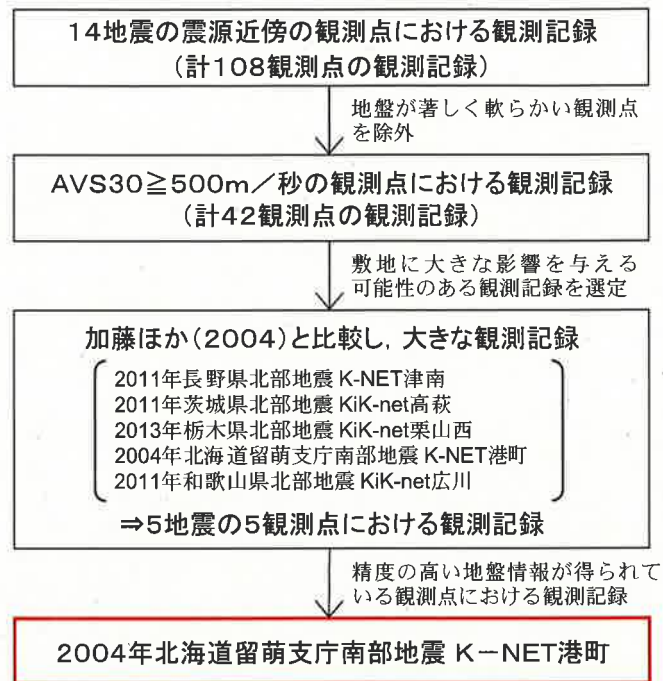 14地震の震源近傍の観測点における観測記録
(計108観測点の観測記録)
地盤が著しく軟らかい観測点
を除外
AVS30≧500m/秒の観測点における観測記録
(計42観測点の観測記録)
敷地に大きな影響を与える
可能性のある観測記録を選定
加藤ほか(2004)と比較し,大きな観測記録
2011年長野県北部地震 K-NET津南
2011年茨城県北部地震 KiK-net高萩
2013年栃木県北部地震 KiK-net栗山西
2004年北海道留萌支庁南部地震 K-NET港町
2011年和歌山県北部地震 KiK-net広川
⇒5地震の5観測点における観測記録
精度の高い地盤情報が得られて
いる観測点における観測記録
2004年北海道留萌支庁南部地震 K-NET港町